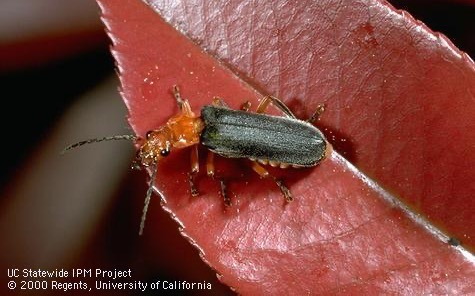 UC Statewide IPM Project
© 2000 Regents, University of California